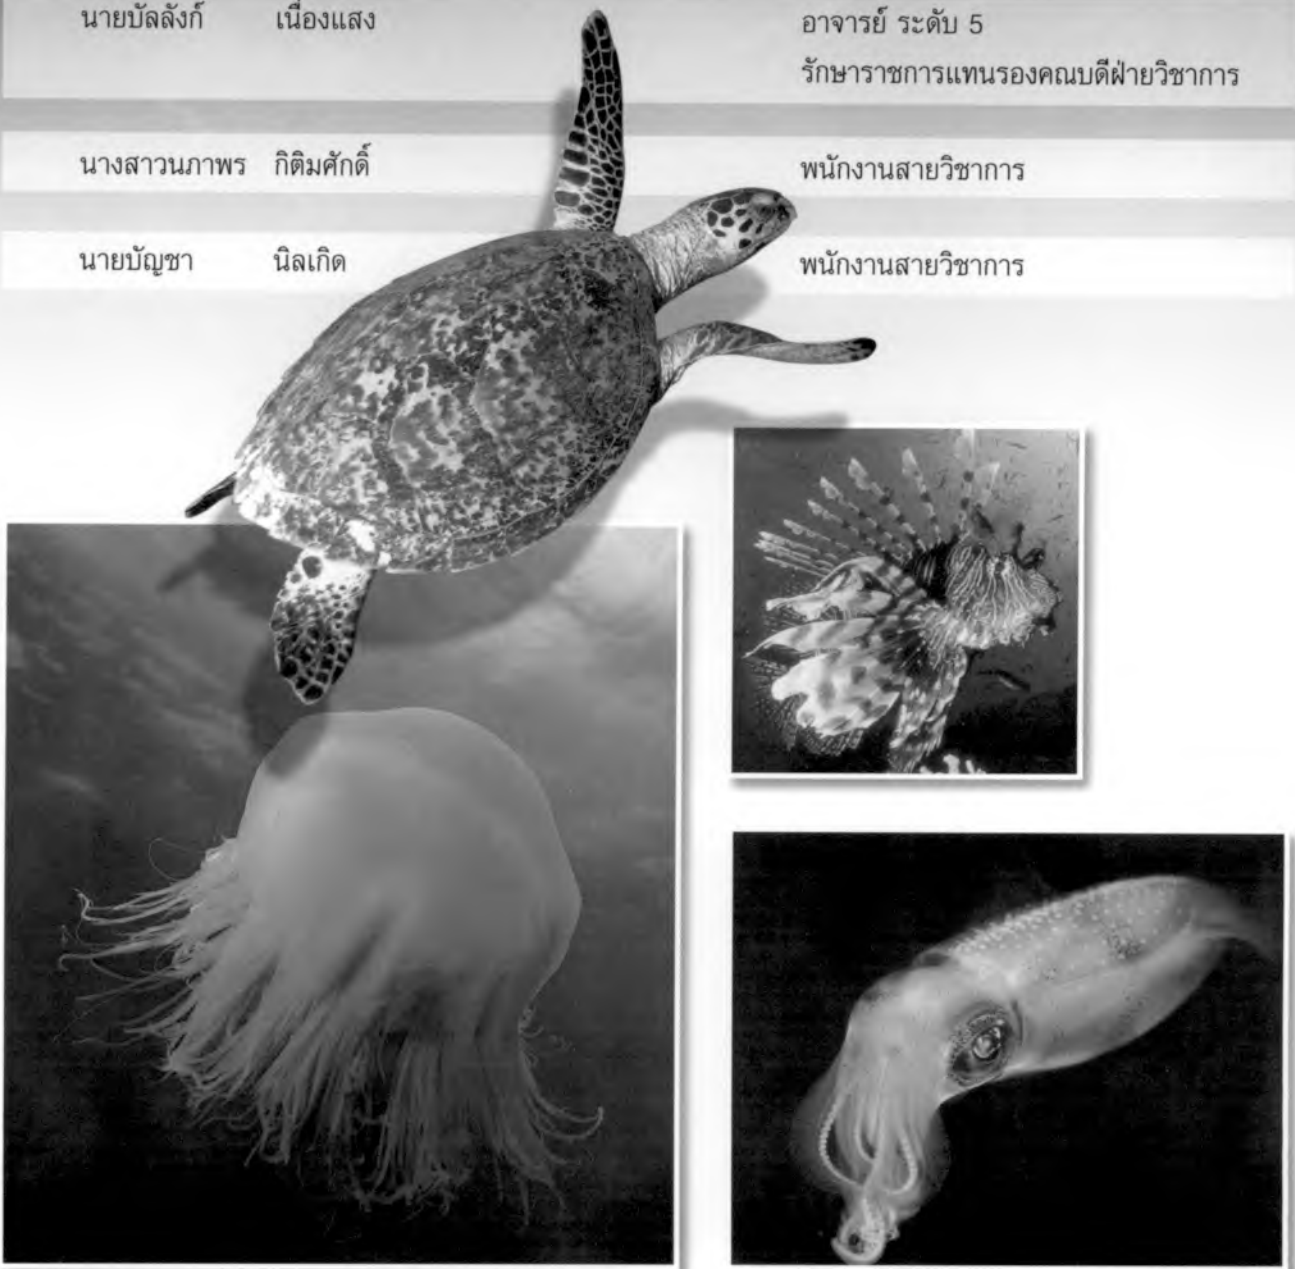 นายบัลลังก์ เนื่องแสง อาจารย์ ระดับ 5
รักษาราชการแทนรองคณบดีฝ่ายวิชาการ
นางสาวนภาพร กิติมศักดิ์ พนักงานสายวิชาการ
นายบัญชา นิลเกิด พนักงานสายวิชาการ